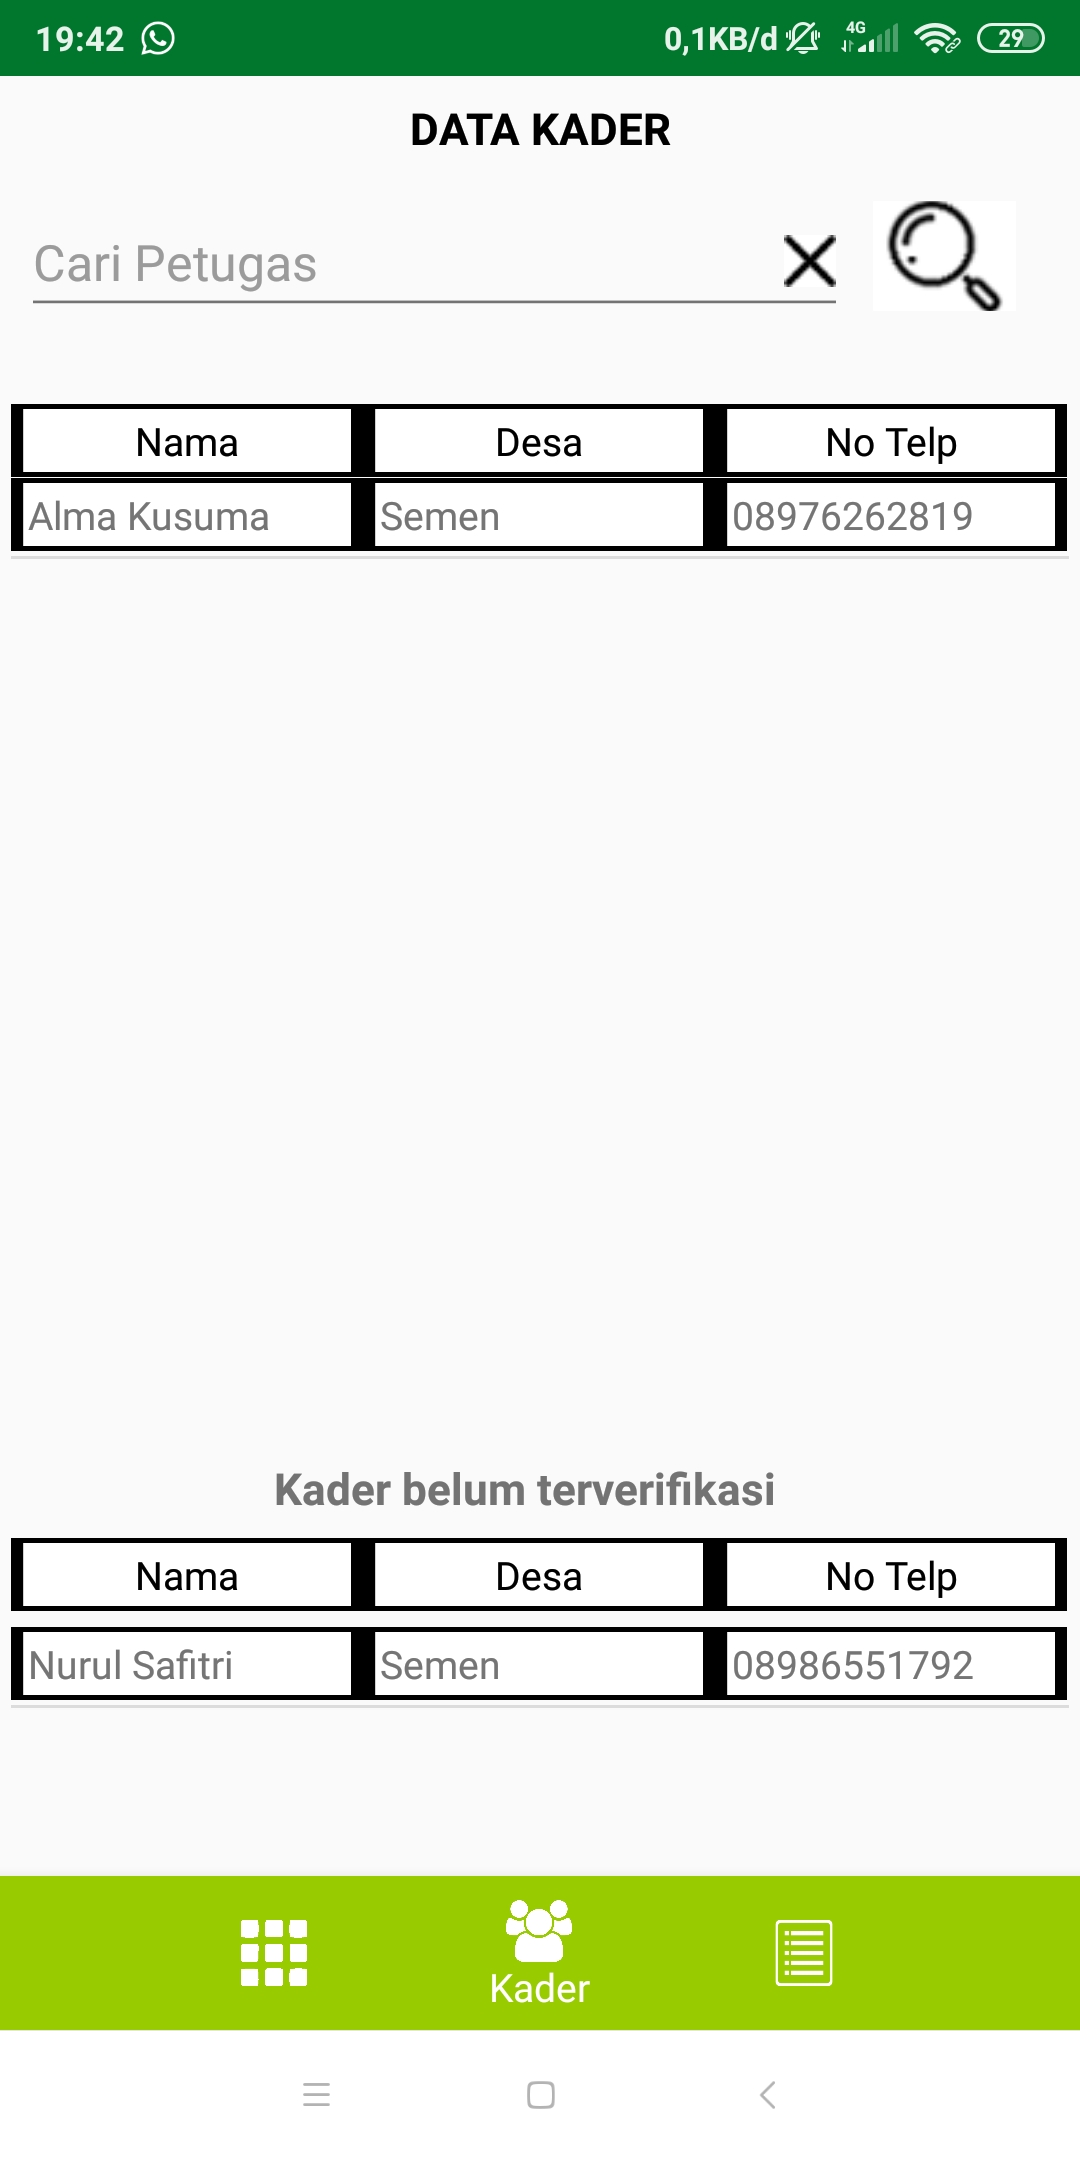 19:42 0,1KB/d 4G 29
DATA KADER
Cari Petugas
Nama Desa No Telp
Alma Kusuma Semen 08976262819
Kader belum terverifikasi
Nama Desa No Telp
Nurul Safitri Semen 08986551792
Kader